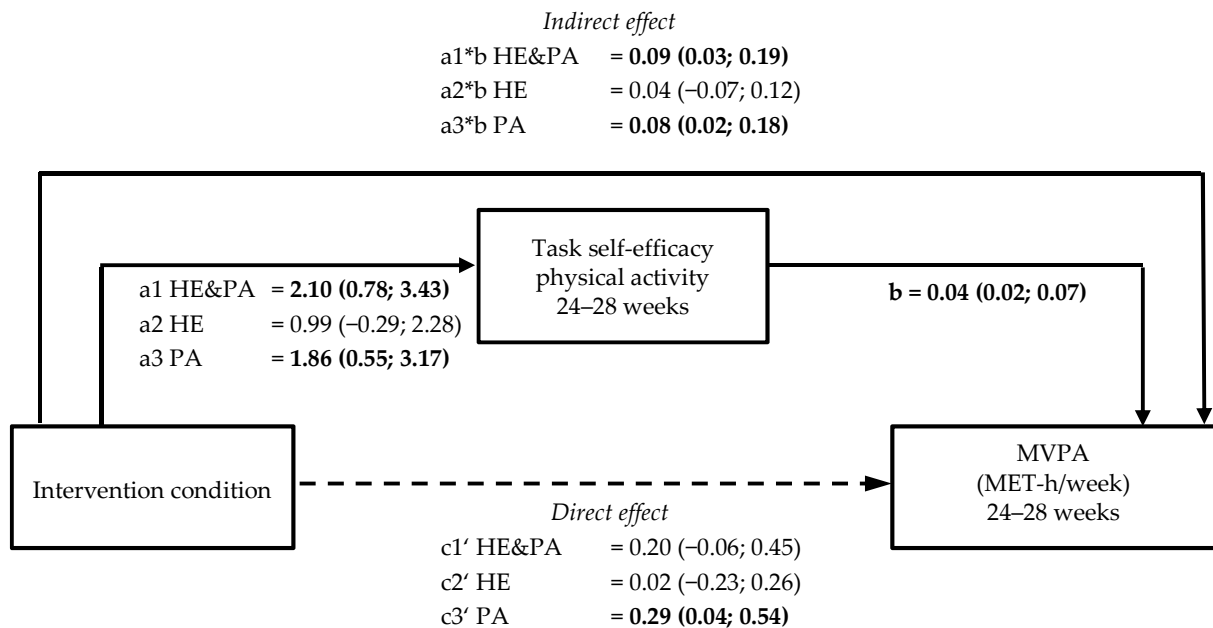 Indirect effect
a1*b HE&PA = 0.09 (0.03; 0.19)
a2*b HE = 0.04 (−0.07; 0.12)
a3*b PA = 0.08 (0.02; 0.18)
Task self-efficacy
physical activity
24–28 weeks
a1 HE&PA = 2.10 (0.78; 3.43)
a2 HE = 0.99 (−0.29; 2.28)
a3 PA = 1.86 (0.55; 3.17)
b = 0.04 (0.02; 0.07)
Intervention condition
MVPA
(MET-h/week)
24–28 weeks
Direct effect
c1‘ HE&PA = 0.20 (−0.06; 0.45)
c2‘ HE = 0.02 (−0.23; 0.26)
c3‘ PA = 0.29 (0.04; 0.54)